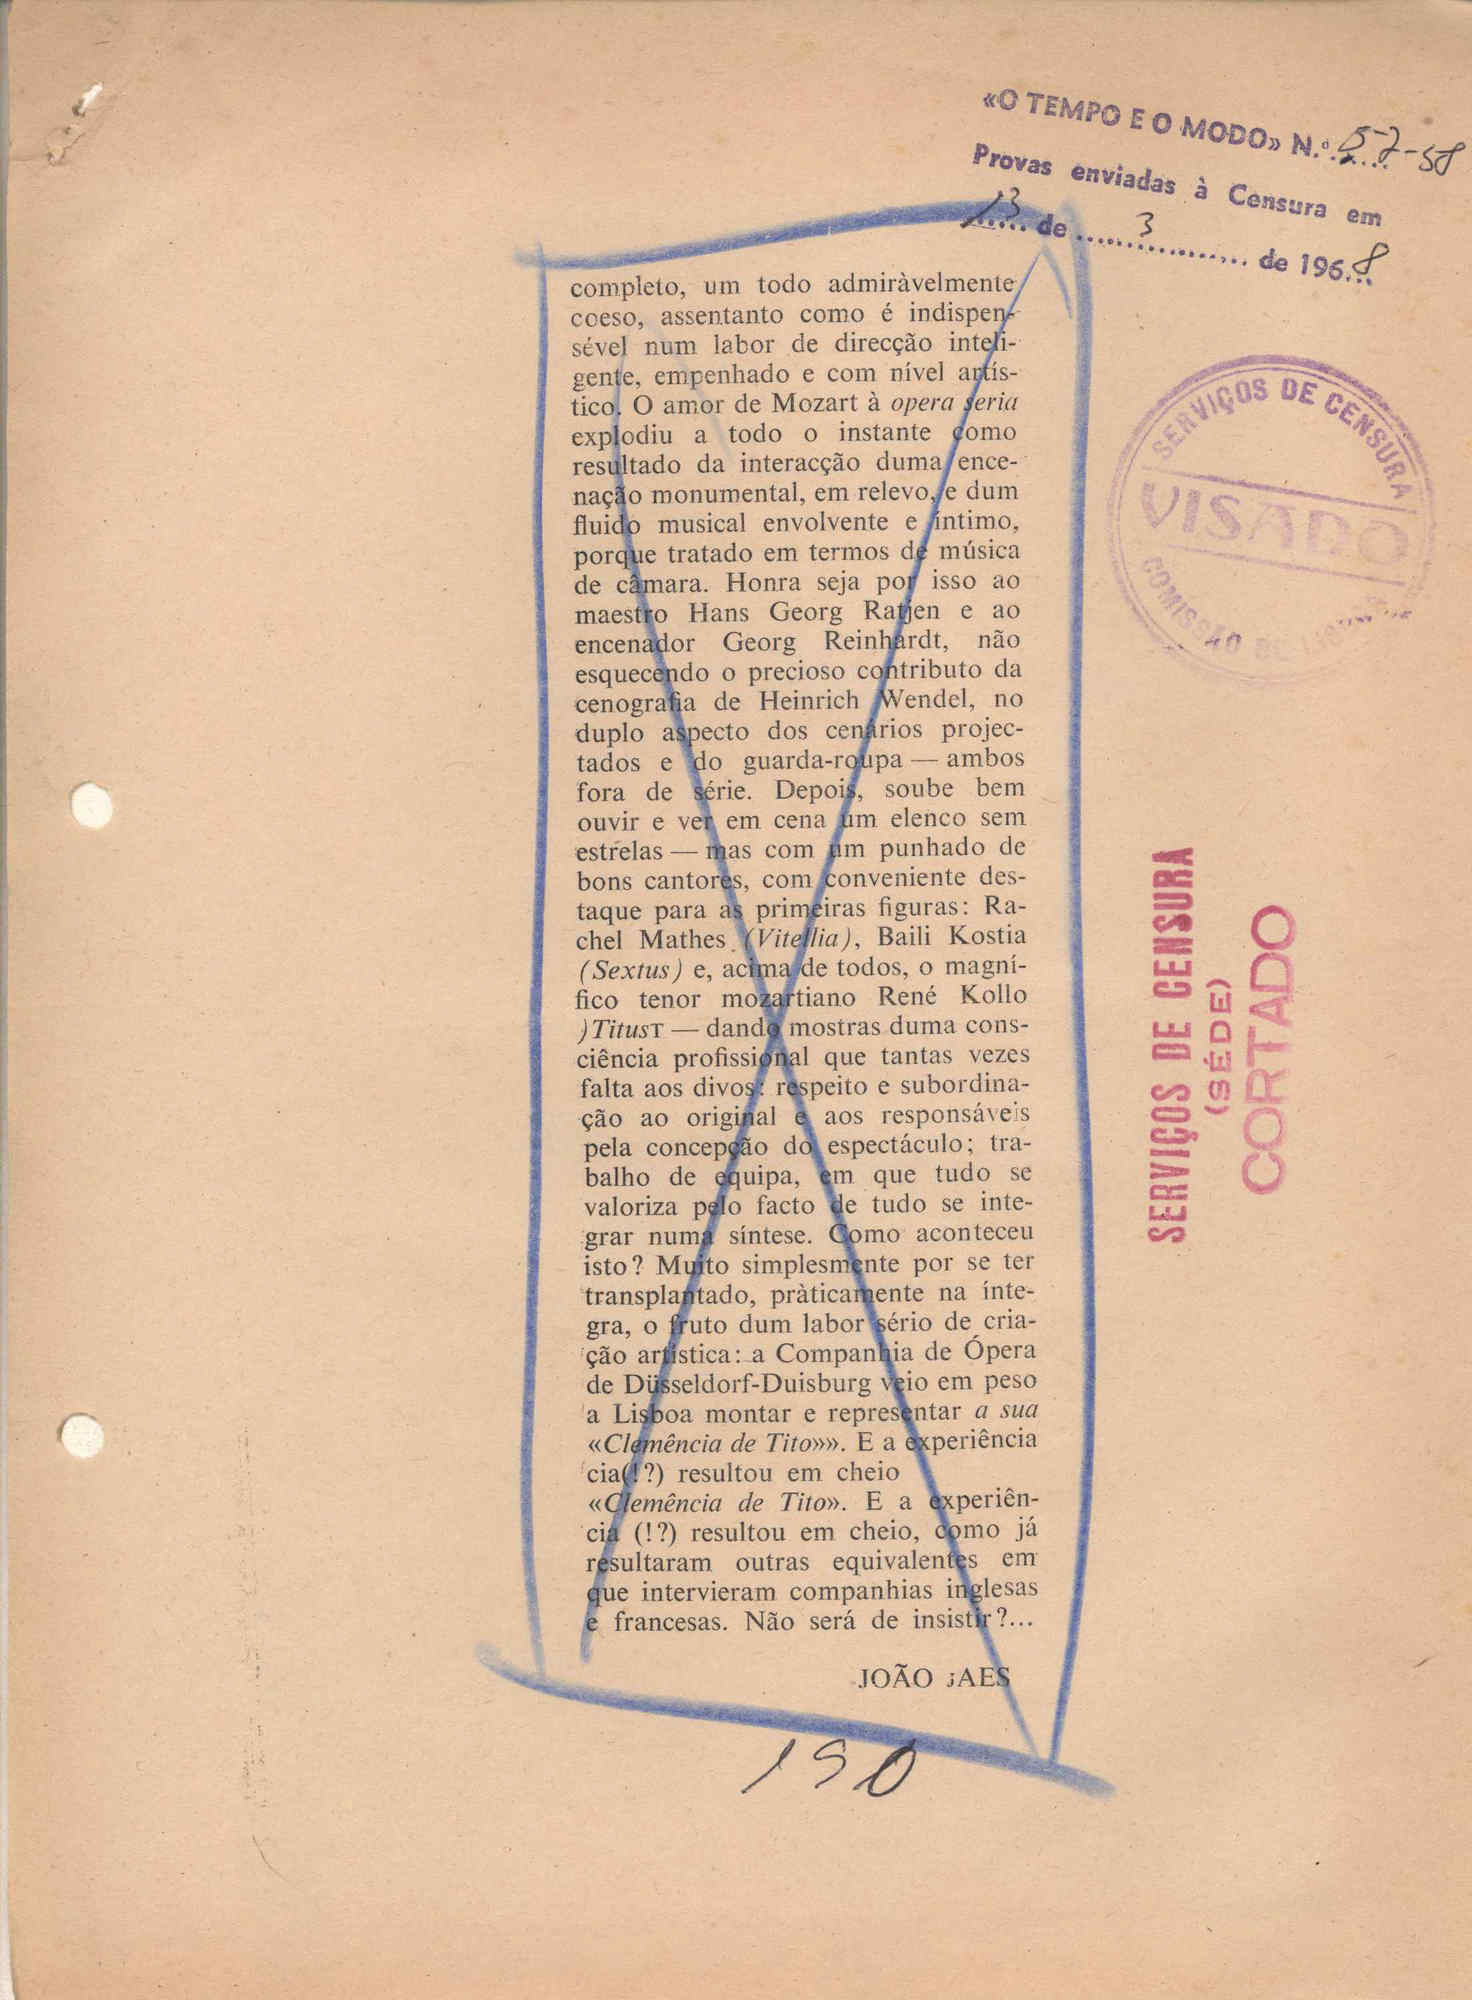 «O TEMPO E O MODO» N.º 57-58
Provas enviadas à Censura em
13 de 3 de 1968
completo, um todo admiràvelmente
coeso, assentanto como é indispen-
sével num labor de direcção inteli-
gente, empenhado e com nível artís-
tico. O amor de Mozart à opera seria
explodiu a todo o instante como
resultado da interacção duma ence-
nação monumental, em relevo, e dum
fluido musical envolvente e íntimo,
porque tratado em termos de música
de câmara. Honra seja por isso ao
maestro Hans Georg Ratjen e ao
encenador Georg Reinhardt, não
esquecendo o precioso contributo da
cenografia de Heinrich Wendel, no
duplo aspecto dos cenários projec-
tados e do guarda-roupa — ambos
fora de série. Depois, soube bem
ouvir e ver em cena um elenco sem
estrelas — mas com um punhado de
bons cantores, com conveniente des-
taque para as primeiras figuras: Ra-
chel Mathes (Vitellia), Baili Kostia
(Sextus) e, acima de todos, o magní-
fico tenor mozartiano René Kollo
)Titusт — dando mostras duma cons-
ciência profissional que tantas vezes
falta aos divos: respeito e subordina-
ção ao original e aos responsáveis
pela concepção do espectáculo; tra-
balho de equipa, em que tudo se
valoriza pelo facto de tudo se inte-
grar numa síntese. Como aconteceu
isto? Muito simplesmente por se ter
transplantado, pràticamente na ínte-
gra, o fruto dum labor sério de cria-
ção artística: a Companhia de Ópera
de Düsseldorf-Duisburg veio em peso
a Lisboa montar e representar a sua
«Clemência de Tito»». E a experiência
cia(!?) resultou em cheio
«Clemência de Tito». E a experiên-
cia (!?) resultou em cheio, como já
resultaram outras equivalentes em
que intervieram companhias inglesas
e francesas. Não será de insistir?...
JOÃO jAES
190
SERVIÇOS DE CENSURA
VISADO
COMISSÃO DE
SERVIÇOS DE CENSURA
(SÉDE)
CORTADO